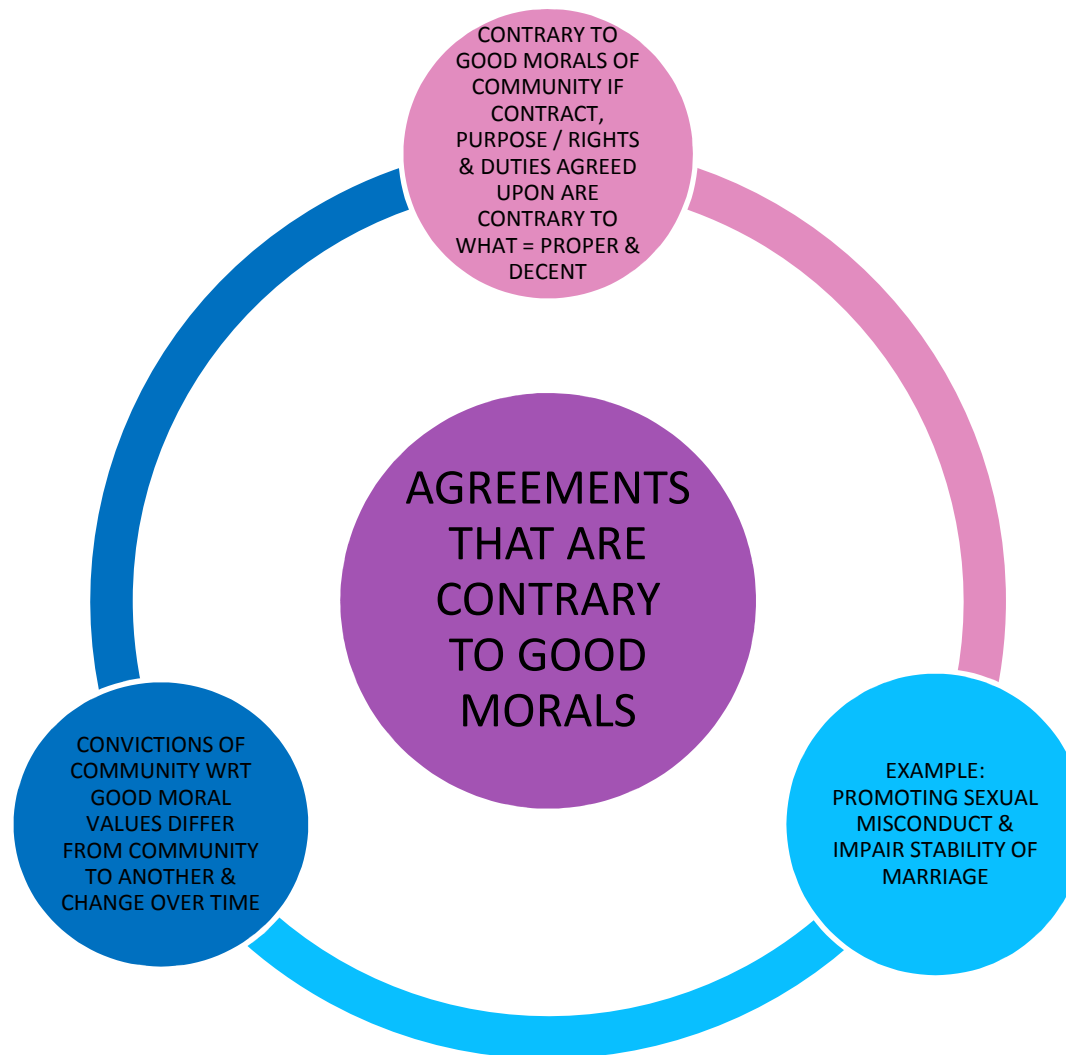 CONTRARY TO
GOOD MORALS OF
COMMUNITY IF
CONTRACT,
PURPOSE / RIGHTS
& DUTIES AGREED
UPON ARE
CONTRARY TO
WHAT = PROPER &
DECENT
AGREEMENTS
THAT ARE
CONTRARY
TO GOOD
MORALS
EXAMPLE:
PROMOTING SEXUAL
MISCONDUCT &
IMPAIR STABILITY OF
MARRIAGE
CONVICTIONS OF
COMMUNITY WRT
GOOD MORAL
VALUES DIFFER
FROM COMMUNITY
TO ANOTHER &
CHANGE OVER TIME